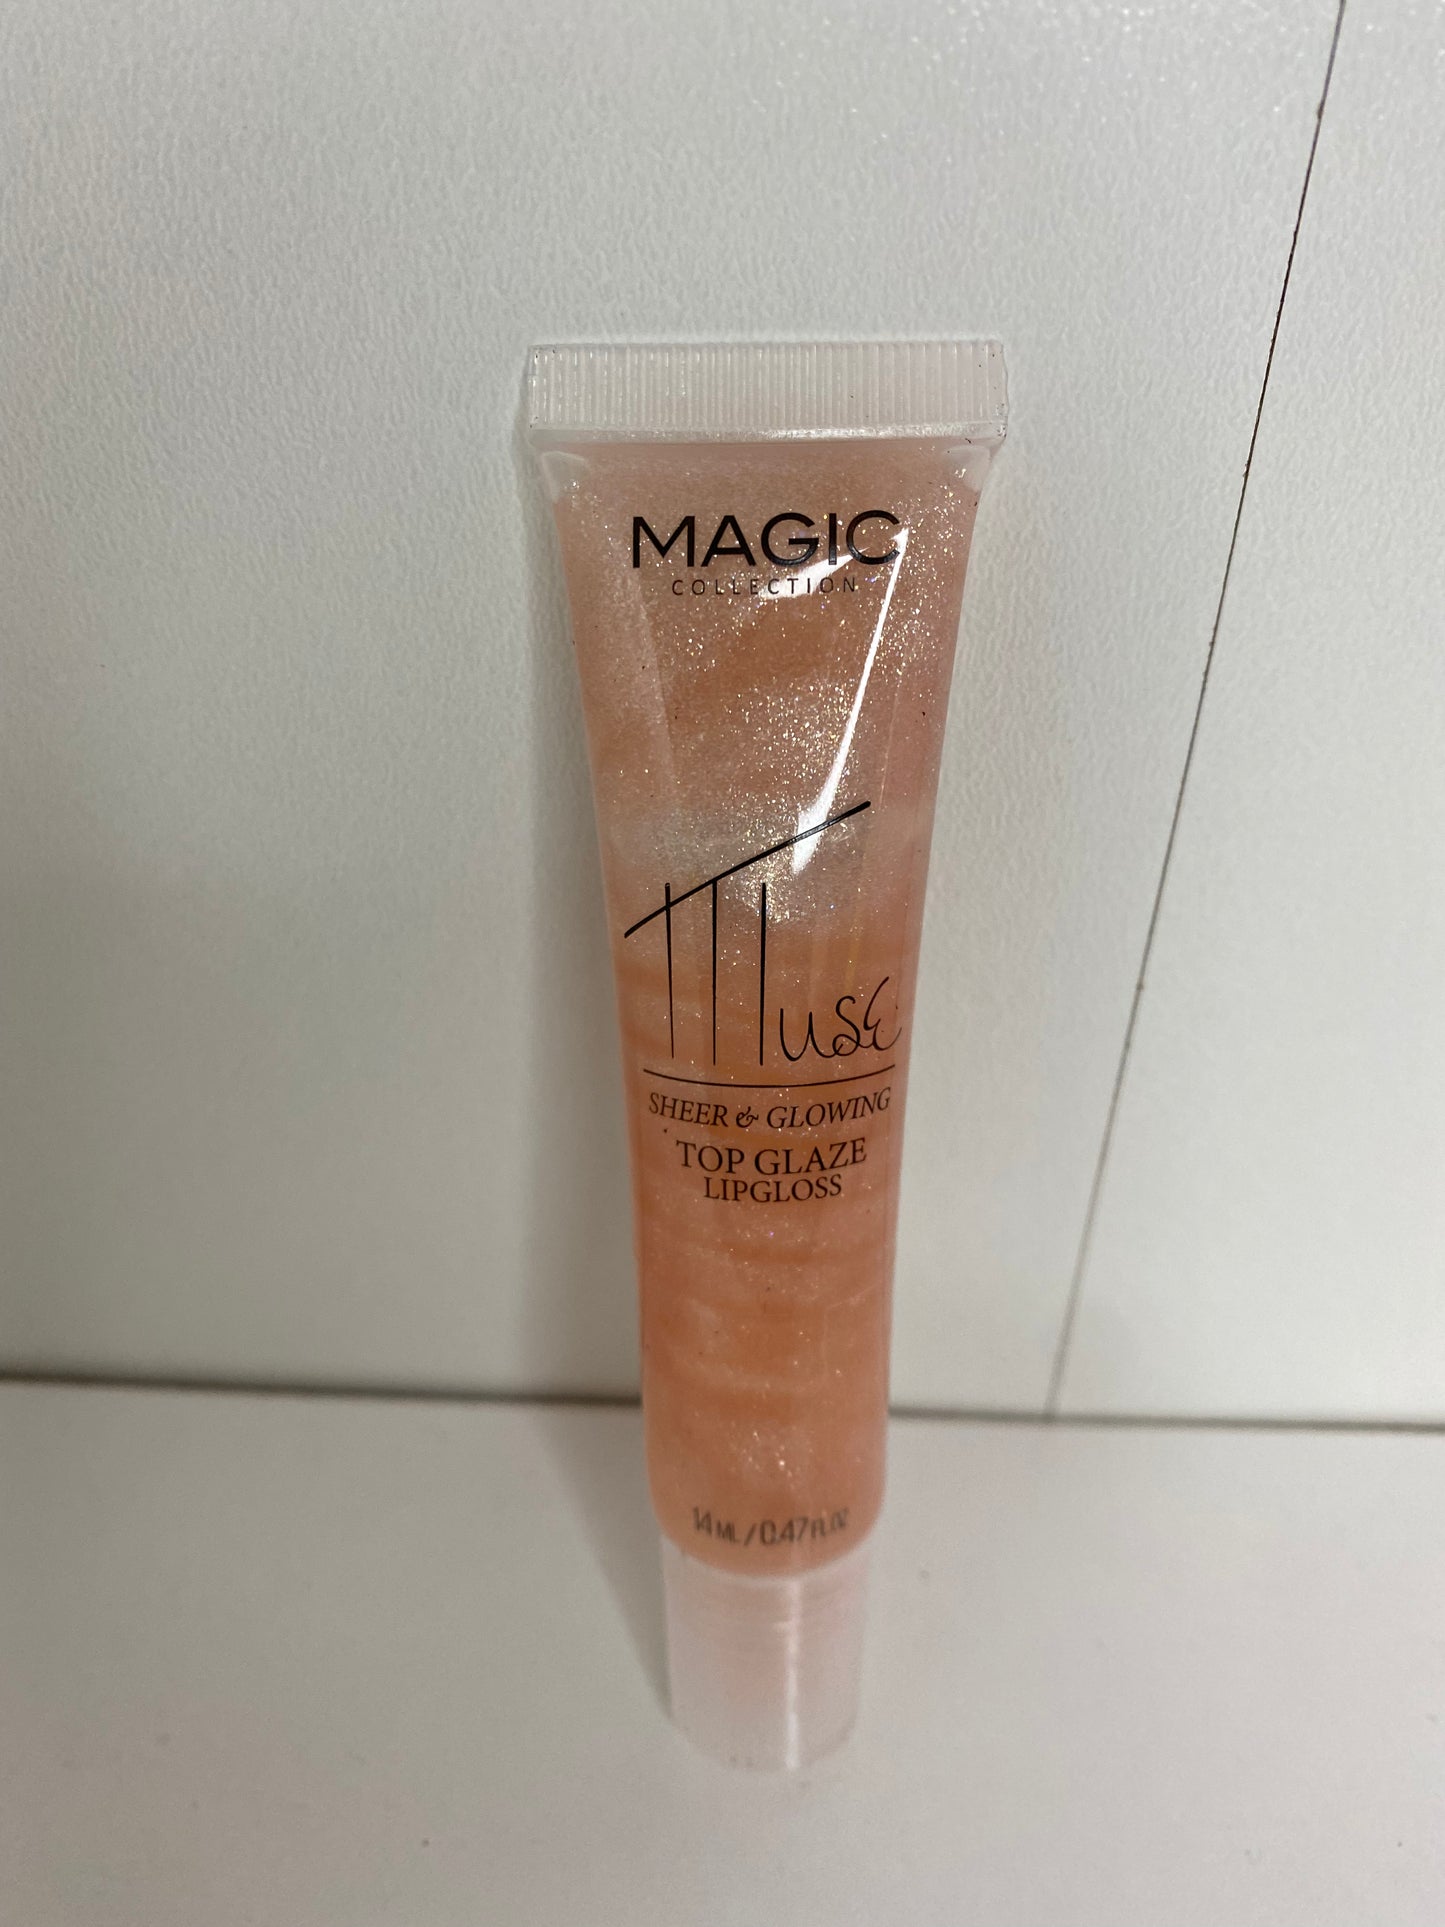 MAGIC
COLLECTION
Muse
SHEER & GLOWING
TOP GLAZE
LIPGLOSS
14 ML / 0.47 FL.OZ